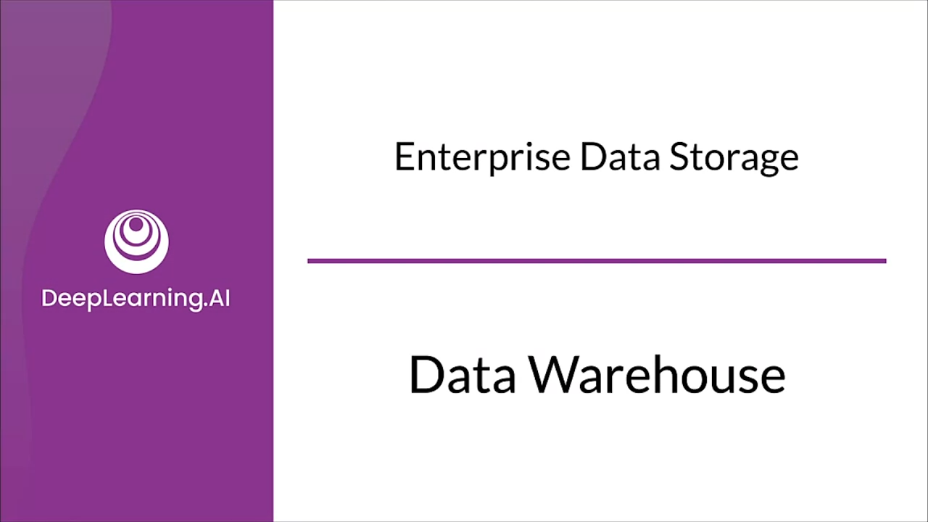 Enterprise Data Storage
DeepLearning.AI
Data Warehouse